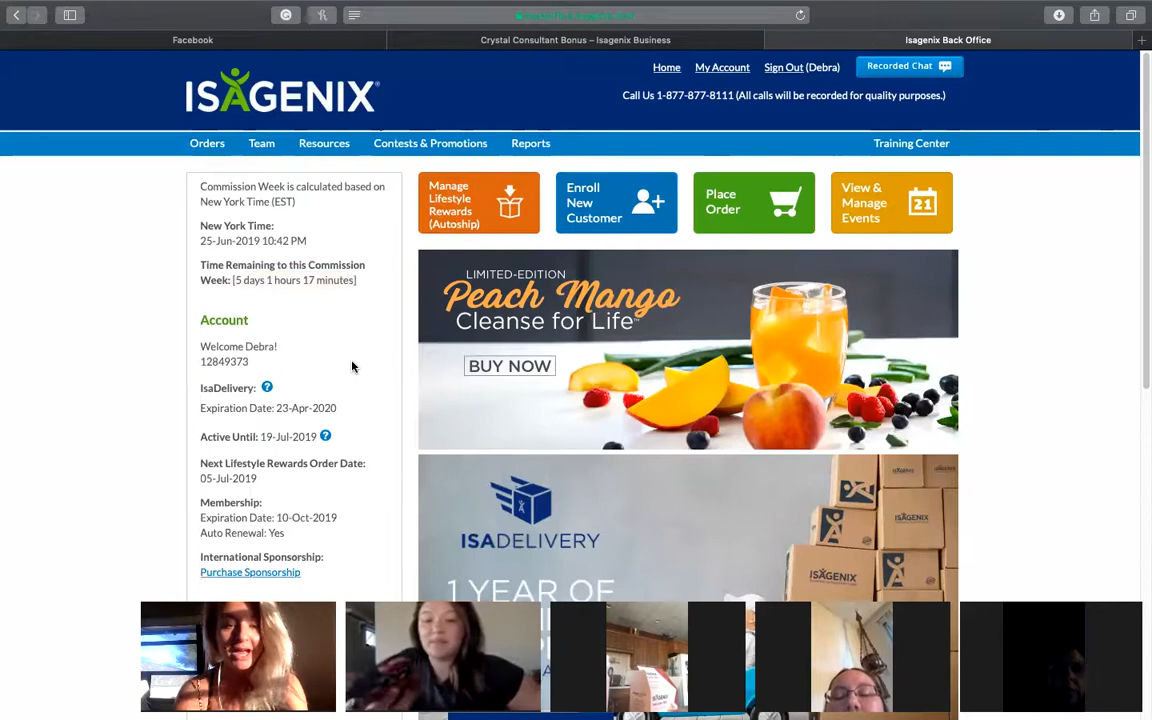 Facebook
Crystal Consultant Bonus – Isagenix Business
Isagenix Back Office
ISAGENIX®
Home
My Account
Sign Out (Debra)
Recorded Chat
Call Us 1-877-877-8111 (All calls will be recorded for quality purposes.)
Orders
Team
Resources
Contests & Promotions
Reports
Training Center
Commission Week is calculated based on
New York Time (EST)
New York Time:
25-Jun-2019 10:42 PM
Time Remaining to this Commission
Week: [5 days 1 hours 17 minutes]
Account
Welcome Debra!
12849373
IsaDelivery: ?
Expiration Date: 23-Apr-2020
Active Until: 19-Jul-2019 ?
Next Lifestyle Rewards Order Date:
05-Jul-2019
Membership:
Expiration Date: 10-Oct-2019
Auto Renewal: Yes
International Sponsorship:
Purchase Sponsorship
Manage
Lifestyle
Rewards
(Autoship)
Enroll
New
Customer
Place
Order
View &
Manage
Events
21
LIMITED-EDITION
Peach Mango
Cleanse for Life™
BUY NOW
ISADELIVERY
1 YEAR OF
ISAGENIX
ISAGENIX